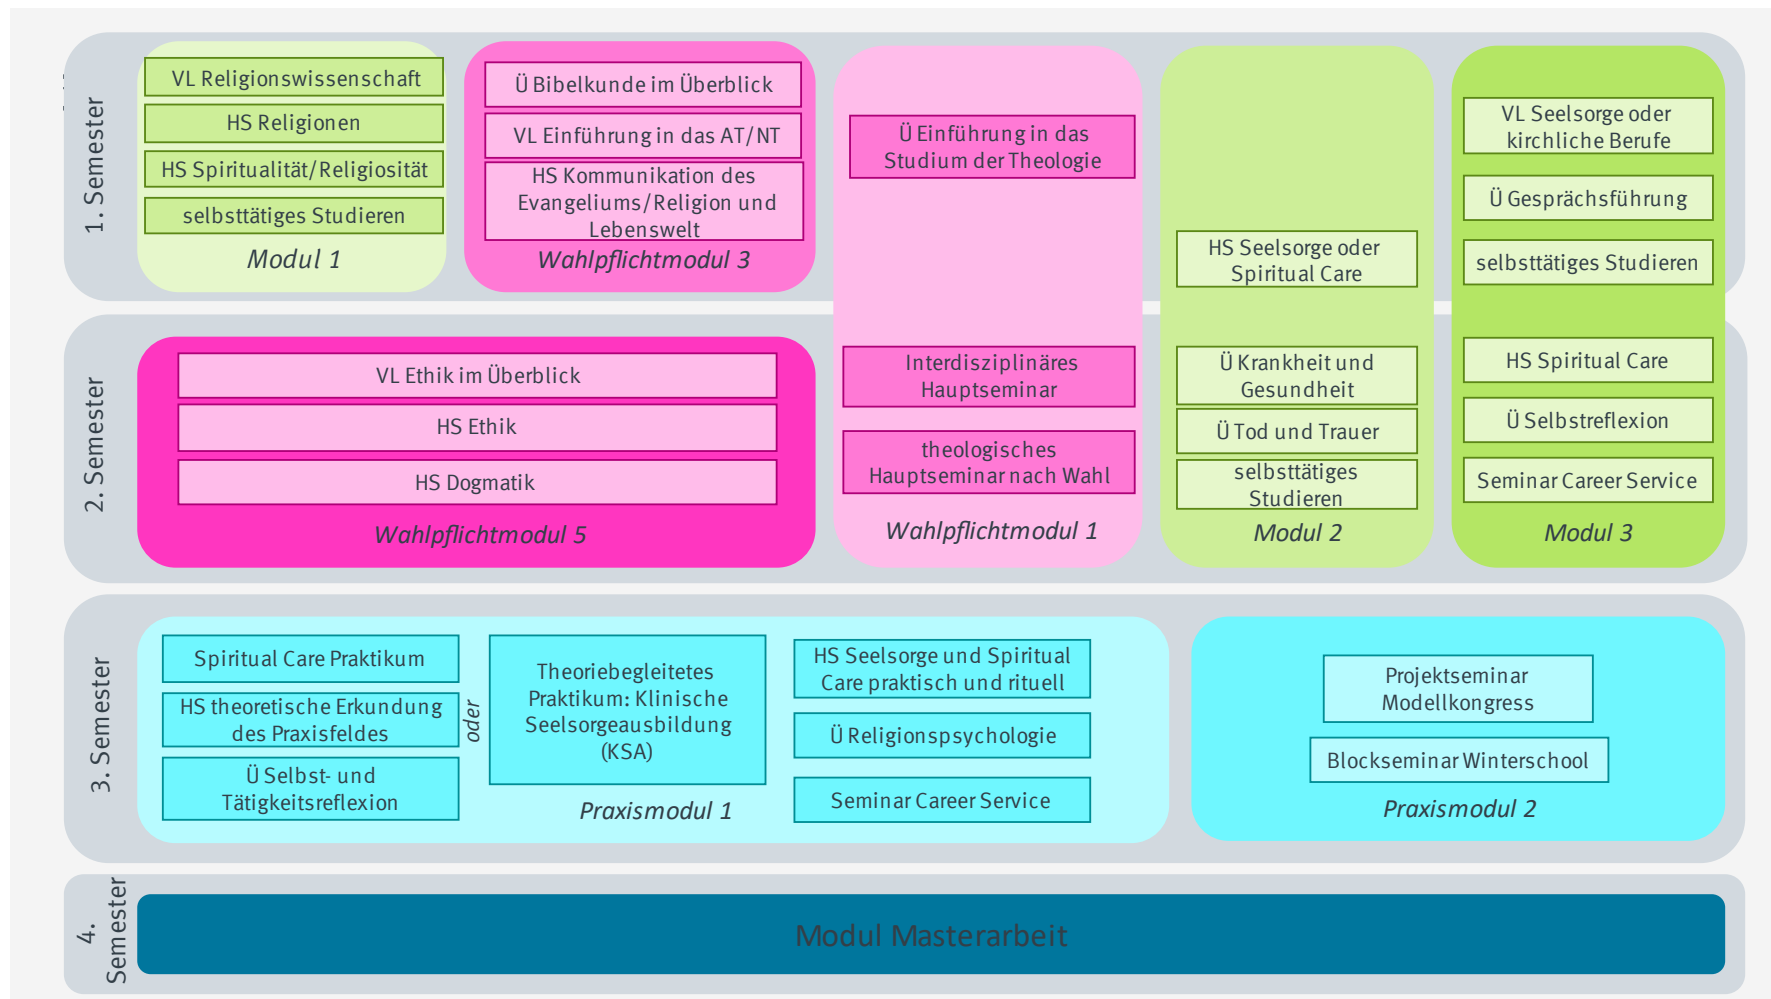 1. Semester
VL Religionswissenschaft
HS Religionen
HS Spiritualität/Religiosität
selbsttätiges Studieren
Modul 1
Ü Bibelkunde im Überblick
VL Einführung in das AT/NT
HS Kommunikation des
Evangeliums/Religion und
Lebenswelt
Wahlpflichtmodul 3
Ü Einführung in das
Studium der Theologie
HS Seelsorge oder
Spiritual Care
VL Seelsorge oder
kirchliche Berufe
Ü Gesprächsführung
selbsttätiges Studieren
2. Semester
VL Ethik im Überblick
HS Ethik
HS Dogmatik
Wahlpflichtmodul 5
Interdisziplinäres
Hauptseminar
theologisches
Hauptseminar nach Wahl
Wahlpflichtmodul 1
Ü Krankheit und
Gesundheit
Ü Tod und Trauer
selbsttätiges
Studieren
Modul 2
HS Spiritual Care
Ü Selbstreflexion
Seminar Career Service
Modul 3
3. Semester
Spiritual Care Praktikum
HS theoretische Erkundung
des Praxisfeldes
Ü Selbst- und
Tätigkeitsreflexion
oder
Theoriebegleitetes
Praktikum: Klinische
Seelsorgeausbildung
(KSA)
HS Seelsorge und Spiritual
Care praktisch und rituell
Ü Religionspsychologie
Seminar Career Service
Praxismodul 1
Projektseminar
Modellkongress
Blockseminar Winterschool
Praxismodul 2
4.
Semester
Modul Masterarbeit